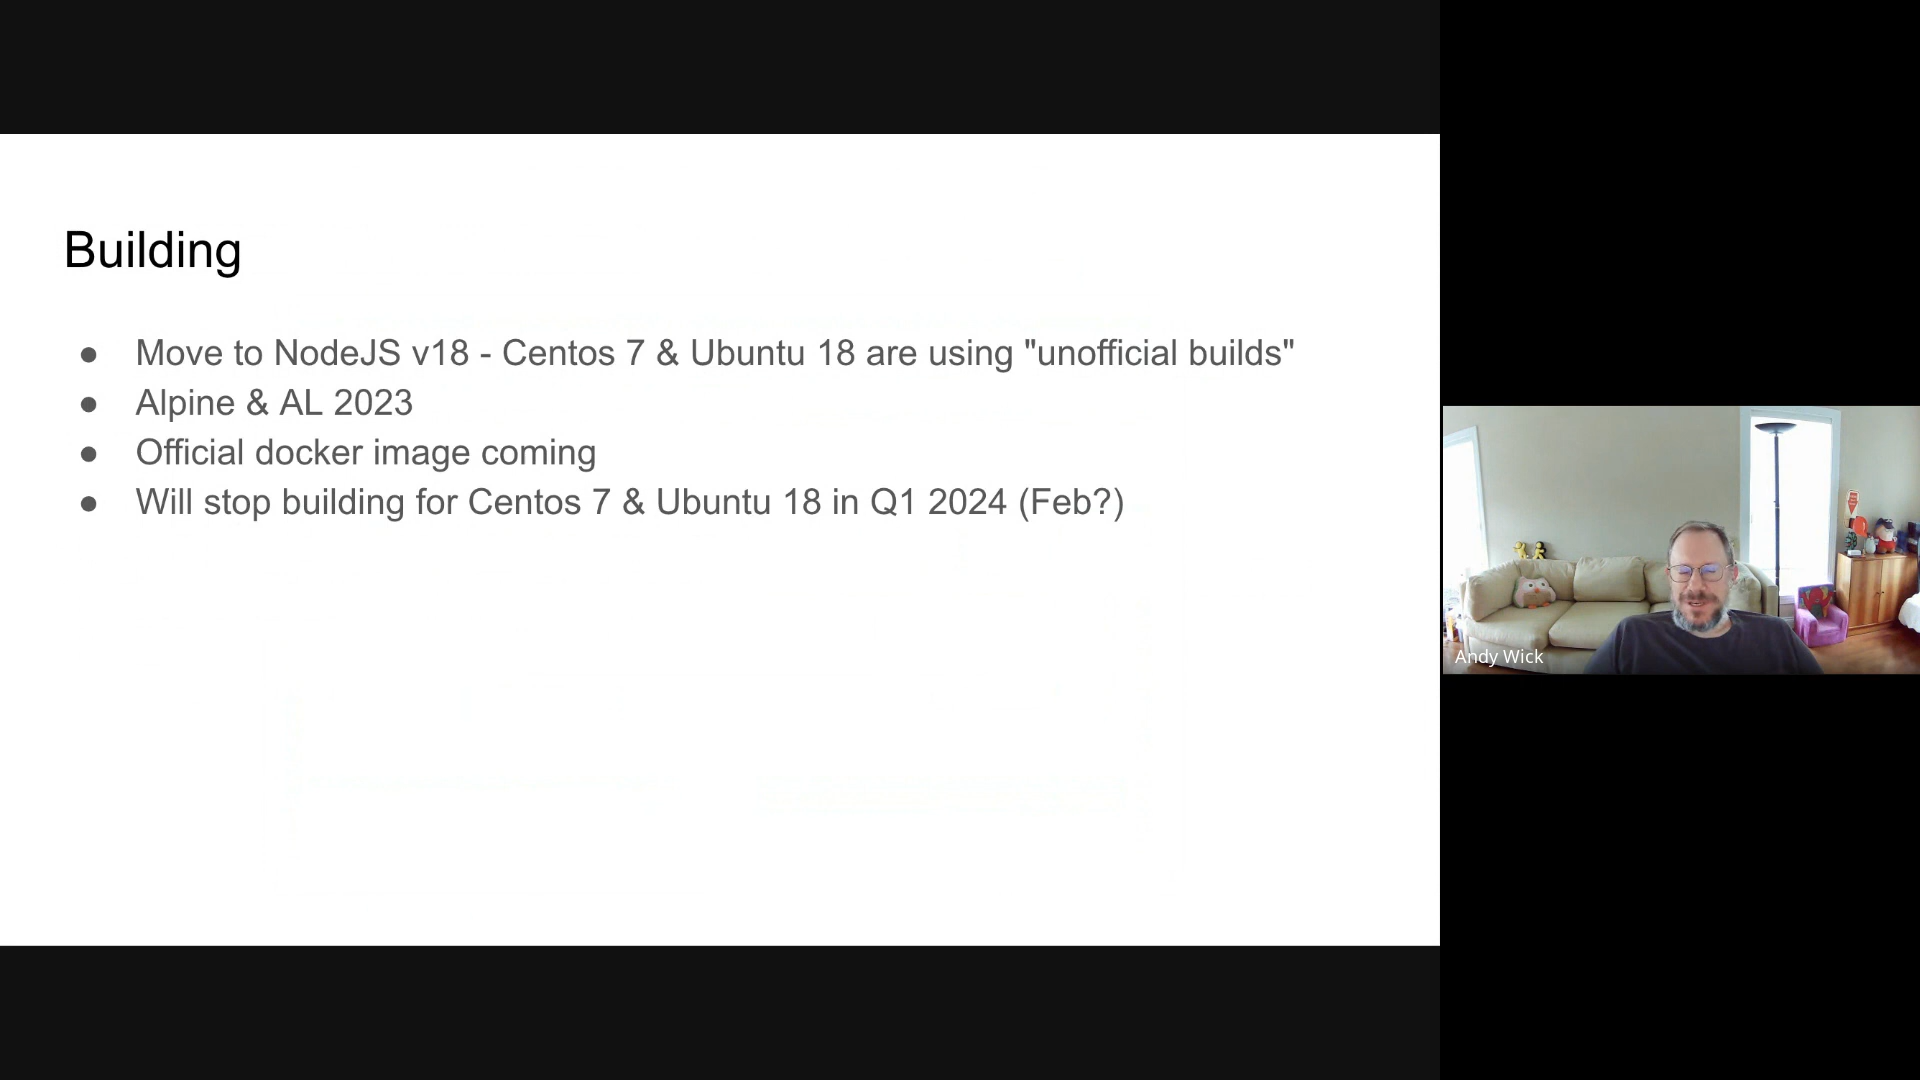 Building
● Move to NodeJS v18 - Centos 7 & Ubuntu 18 are using "unofficial builds"
● Alpine & AL 2023
● Official docker image coming
● Will stop building for Centos 7 & Ubuntu 18 in Q1 2024 (Feb?)
Andy Wick